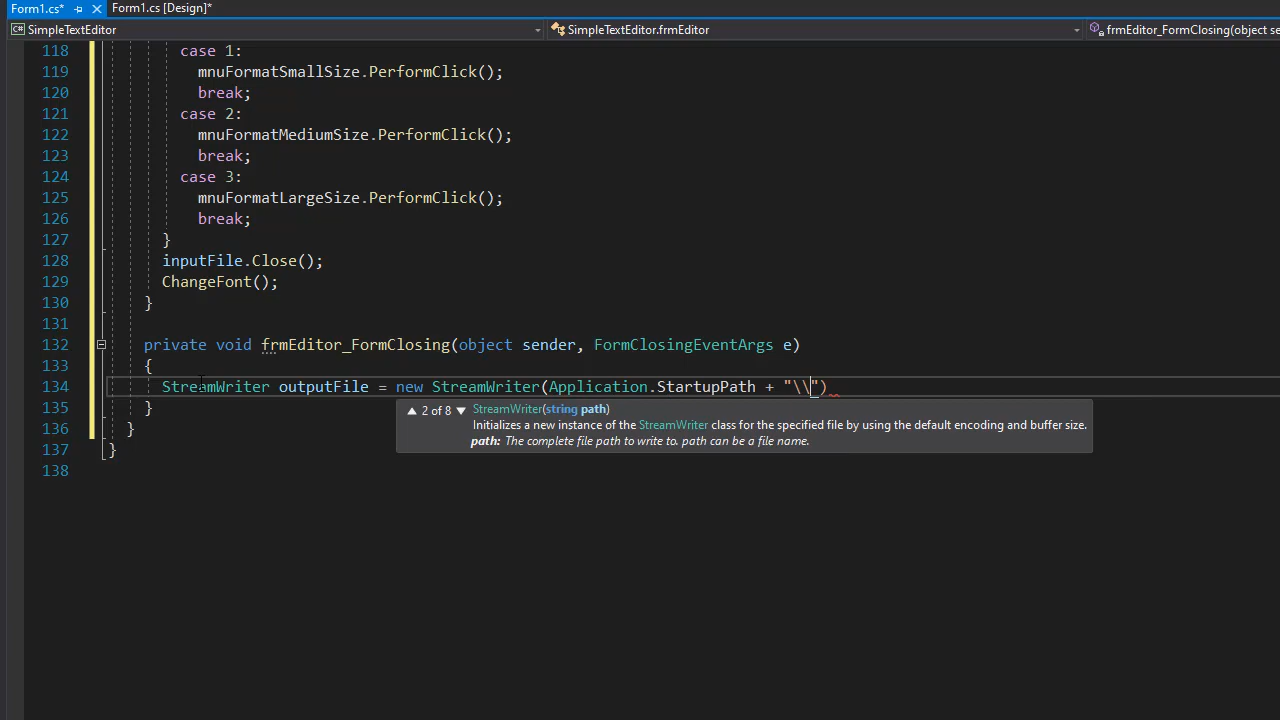 Form1.cs* Form1.cs [Design]*
SimpleTextEditor SimpleTextEditor.frmEditor frmEditor_FormClosing(object se
118 case 1:
119 mnuFormatSmallSize.PerformClick();
120 break;
121 case 2:
122 mnuFormatMediumSize.PerformClick();
123 break;
124 case 3:
125 mnuFormatLargeSize.PerformClick();
126 break;
127 }
128 inputFile.Close();
129 ChangeFont();
130 }
131
132 private void frmEditor_FormClosing(object sender, FormClosingEventArgs e)
133 {
134 StreamWriter outputFile = new StreamWriter(Application.StartupPath + "\\")
135 }
136 }
137 }
138
▲ 2 of 8 ▼ StreamWriter(string path)
Initializes a new instance of the StreamWriter class for the specified file by using the default encoding and buffer size.
path: The complete file path to write to. path can be a file name.